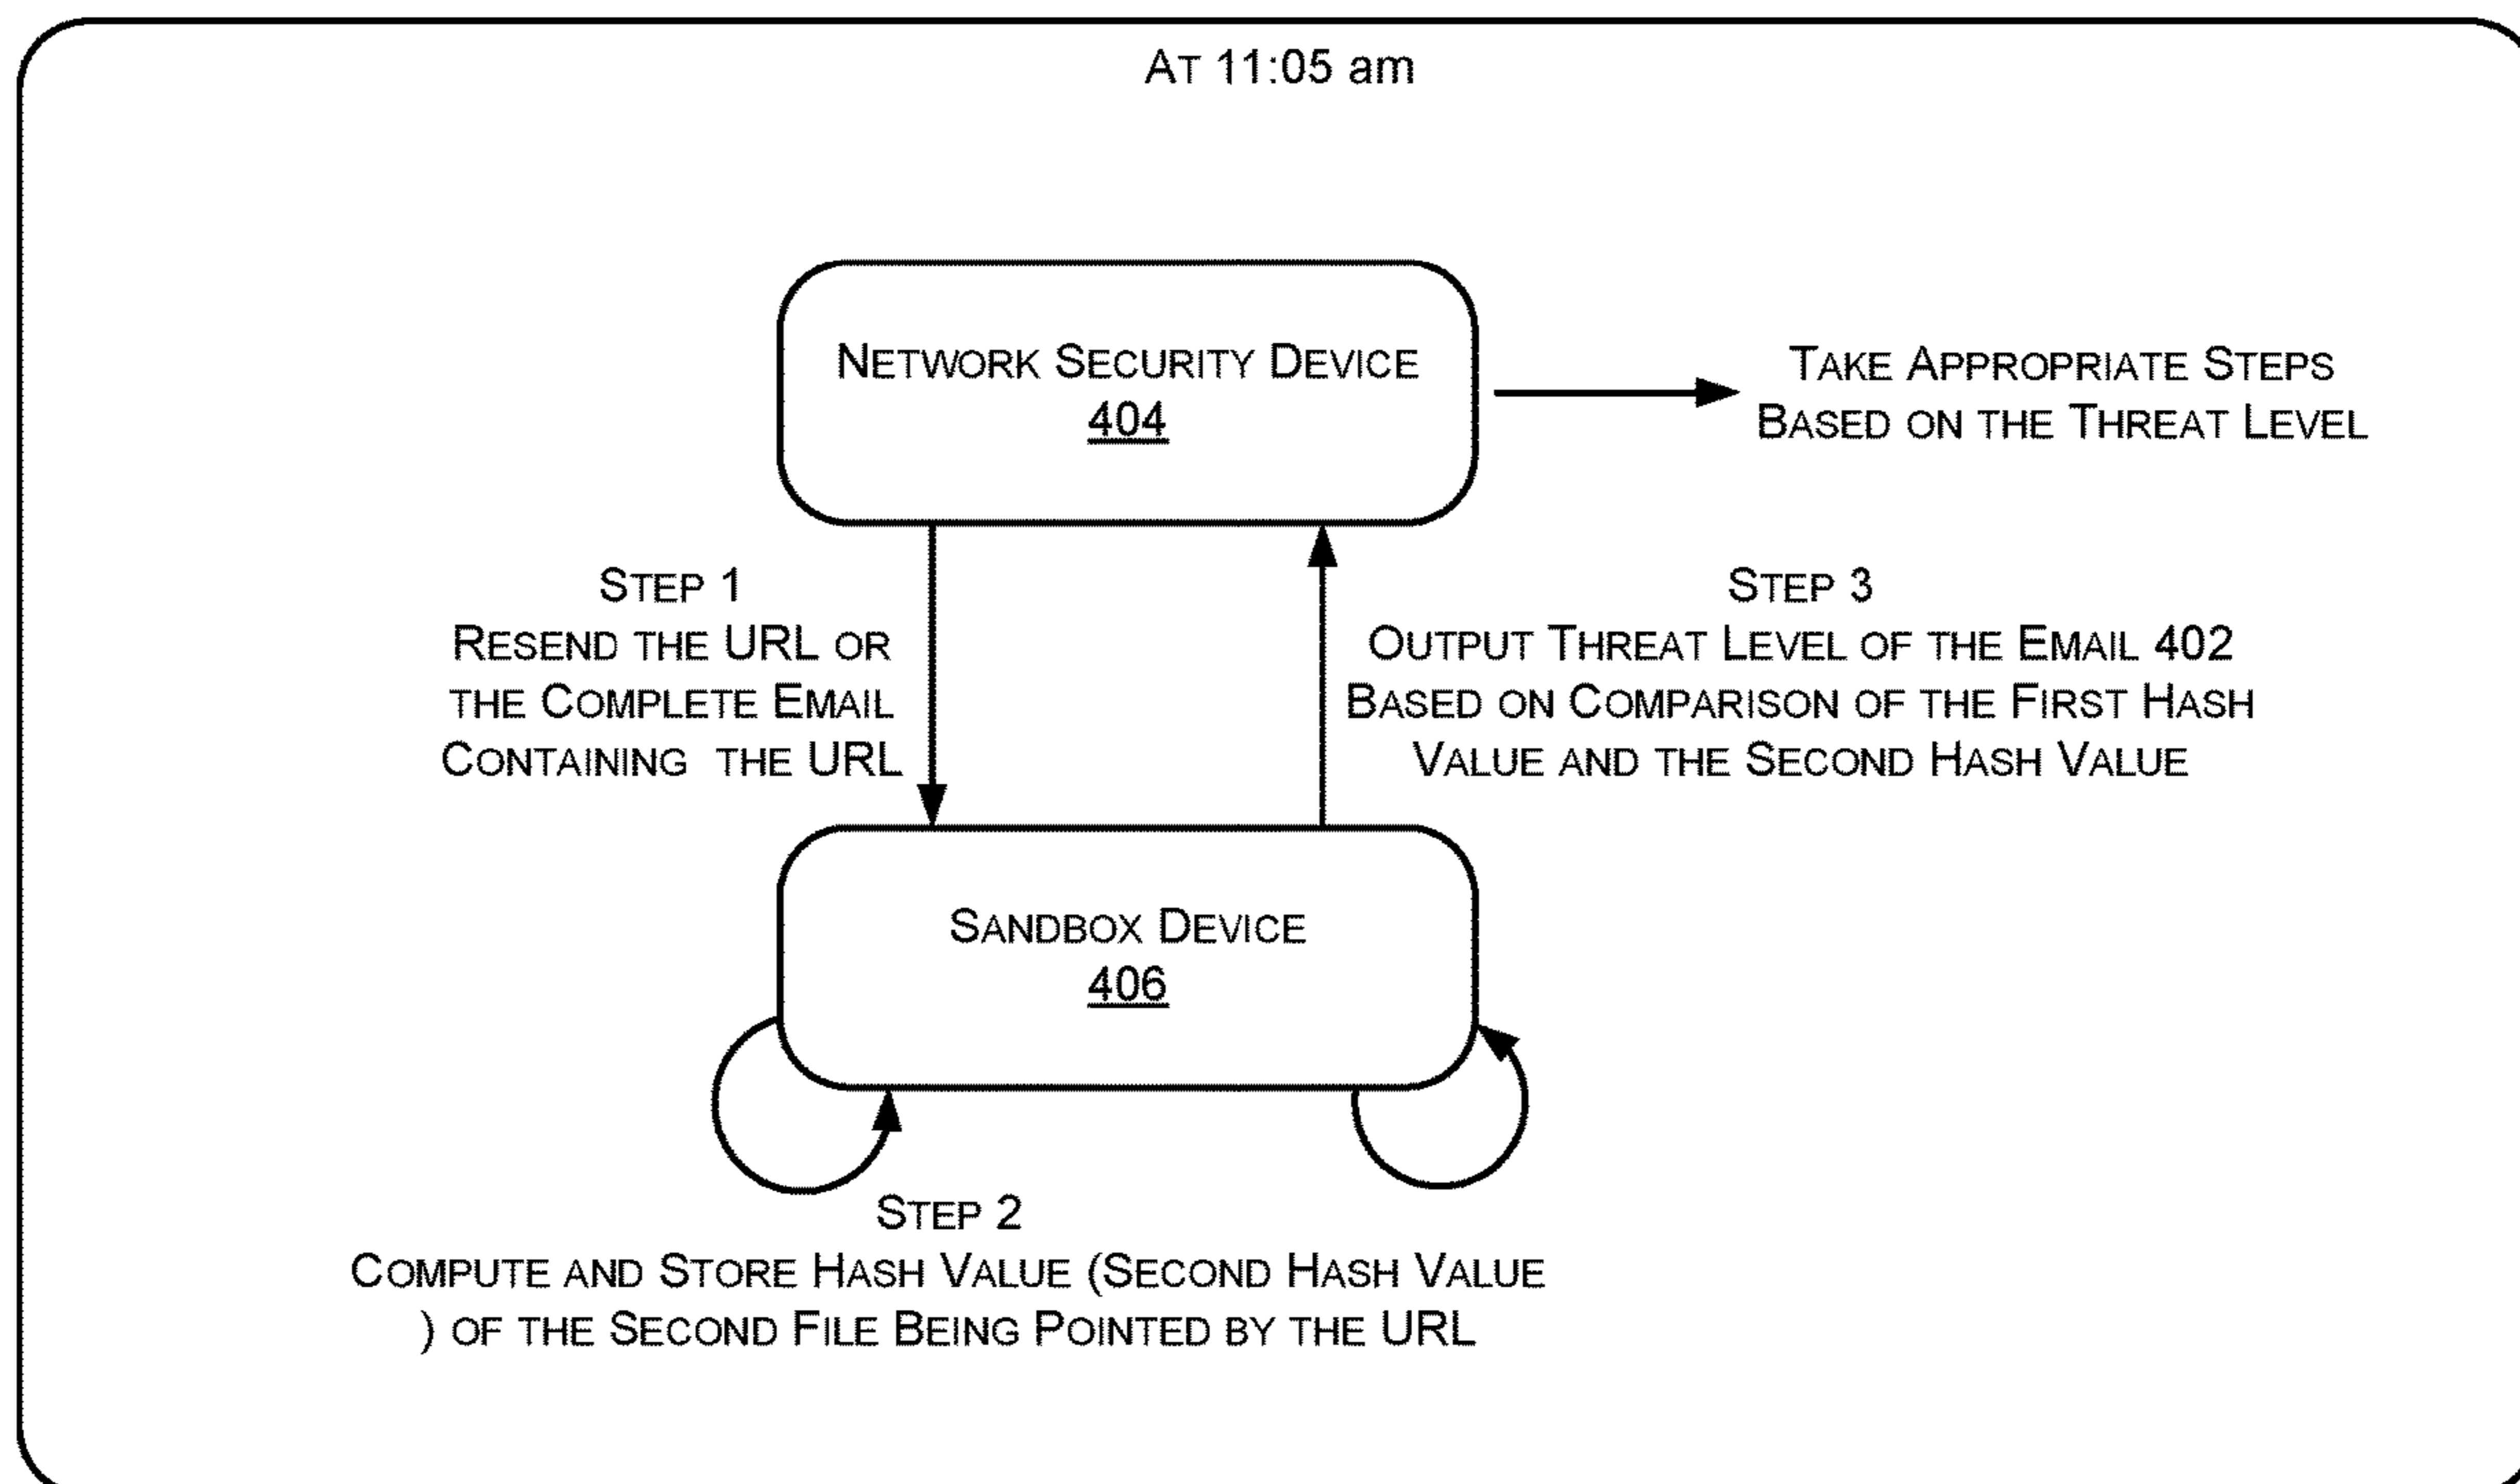 At 11:05 am
Network Security Device
404
Take Appropriate Steps
Based on the Threat Level
Step 1
Resend the URL or
the Complete Email
Containing the URL
Step 3
Output Threat Level of the Email 402
Based on Comparison of the First Hash
Value and the Second Hash Value
Sandbox Device
406
Step 2
Compute and Store Hash Value (Second Hash Value
) of the Second File Being Pointed by the URL